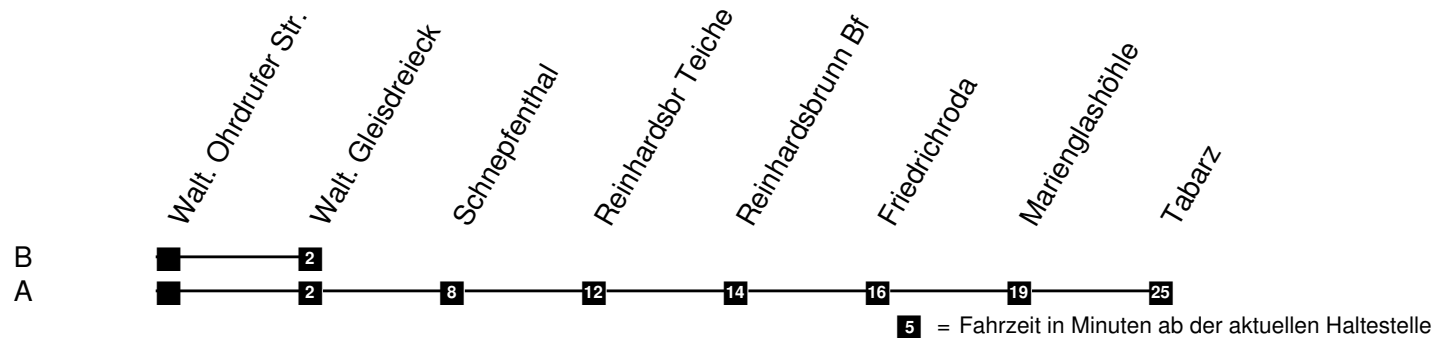 Walt. Ohrdrufer Str.
Walt. Gleisdreieck
Schnepfenthal
Reinhardsbr Teiche
Reinhardsbrunn Bf
Friedrichroda
Marienglashöhle
Tabarz
B 2
A 2 8 12 14 16 19 25
5 = Fahrzeit in Minuten ab der aktuellen Haltestelle